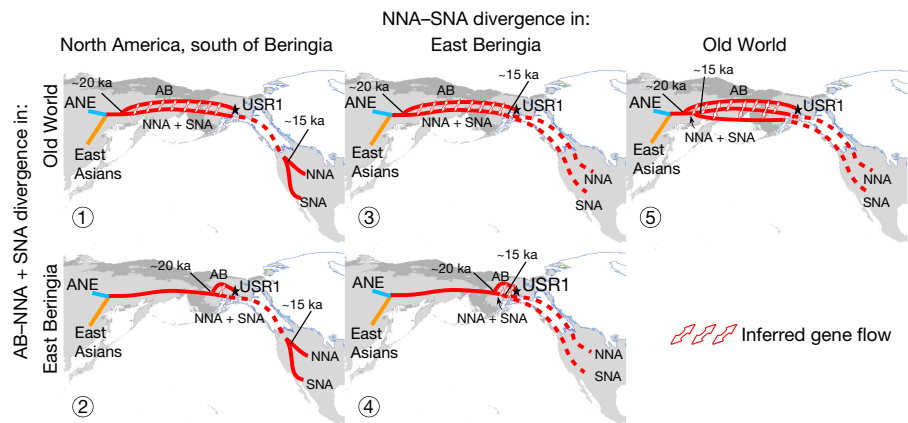 NNA–SNA divergence in:
North America, south of Beringia
East Beringia
Old World
AB–NNA + SNA divergence in:
Old World
East Beringia
~20 ka
AB
ANE
USR1
NNA + SNA
~15 ka
East
Asians
NNA
SNA
①
~20 ka
AB
~15 ka
ANE
USR1
NNA + SNA
East
Asians
NNA
SNA
③
~20 ka
~15 ka
AB
ANE
USR1
NNA + SNA
East
Asians
⑤
~20 ka
AB
ANE
USR1
NNA + SNA
~15 ka
East
Asians
NNA
SNA
②
~20 ka
AB
~15 ka
ANE
USR1
NNA + SNA
East
Asians
NNA
SNA
④
NNA
SNA
Inferred gene flow